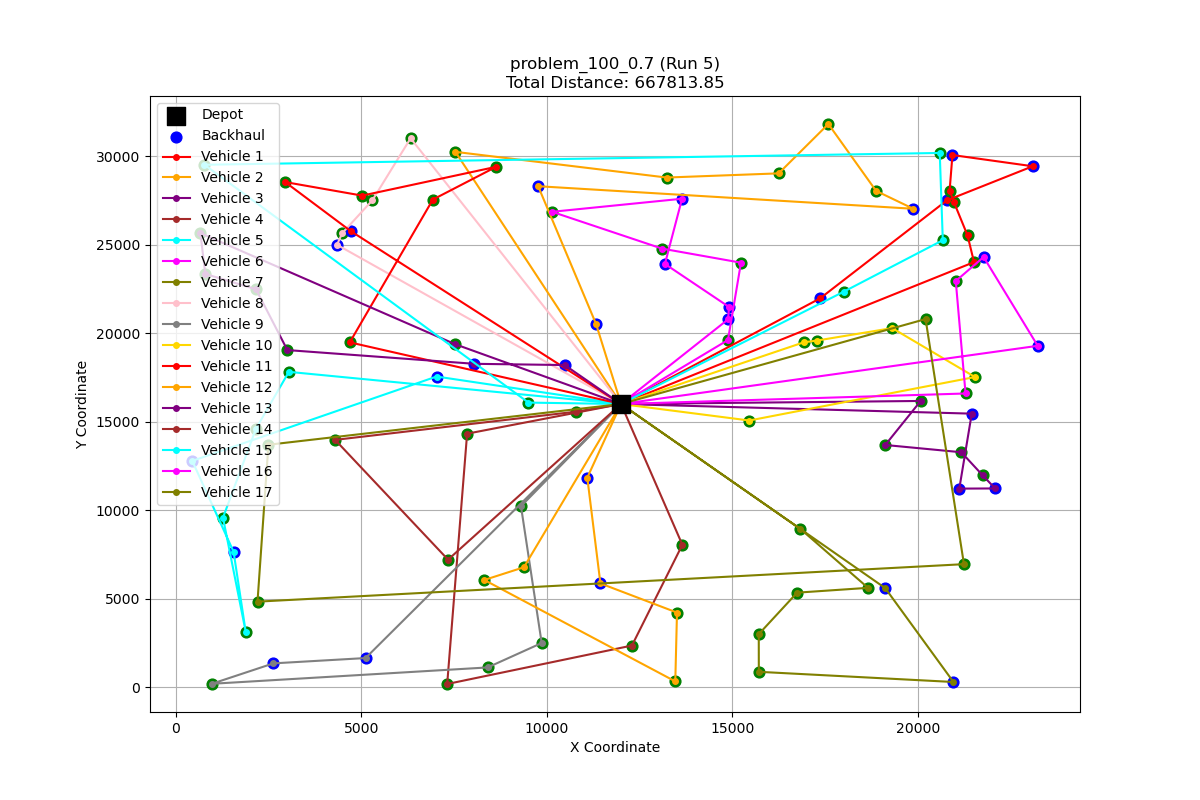 problem_100_0.7 (Run 5)
Total Distance: 667813.85
Depot
Backhaul
Vehicle 1
Vehicle 2
Vehicle 3
Vehicle 4
Vehicle 5
Vehicle 6
Vehicle 7
Vehicle 8
Vehicle 9
Vehicle 10
Vehicle 11
Vehicle 12
Vehicle 13
Vehicle 14
Vehicle 15
Vehicle 16
Vehicle 17
Y Coordinate
30000
25000
20000
15000
10000
5000
0
0 5000 10000 15000 20000
X Coordinate